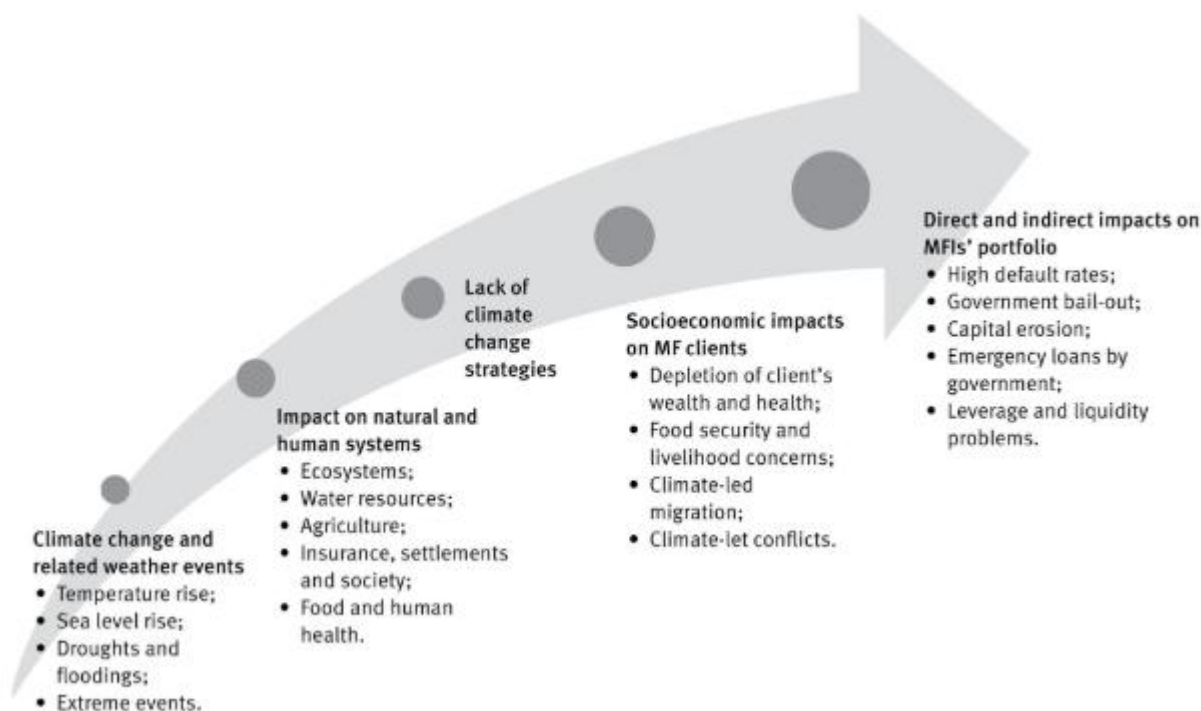 Climate change and
related weather events
• Temperature rise;
• Sea level rise;
• Droughts and
floodings;
• Extreme events.
Impact on natural and
human systems
• Ecosystems;
• Water resources;
• Agriculture;
• Insurance, settlements
and society;
• Food and human
health.
Lack of
climate
change
strategies
Socioeconomic impacts
on MF clients
• Depletion of client's
wealth and health;
• Food security and
livelihood concerns;
• Climate-led
migration;
• Climate-let conflicts.
Direct and indirect impacts on
MFIs' portfolio
• High default rates;
• Government bail-out;
• Capital erosion;
• Emergency loans by
government;
• Leverage and liquidity
problems.